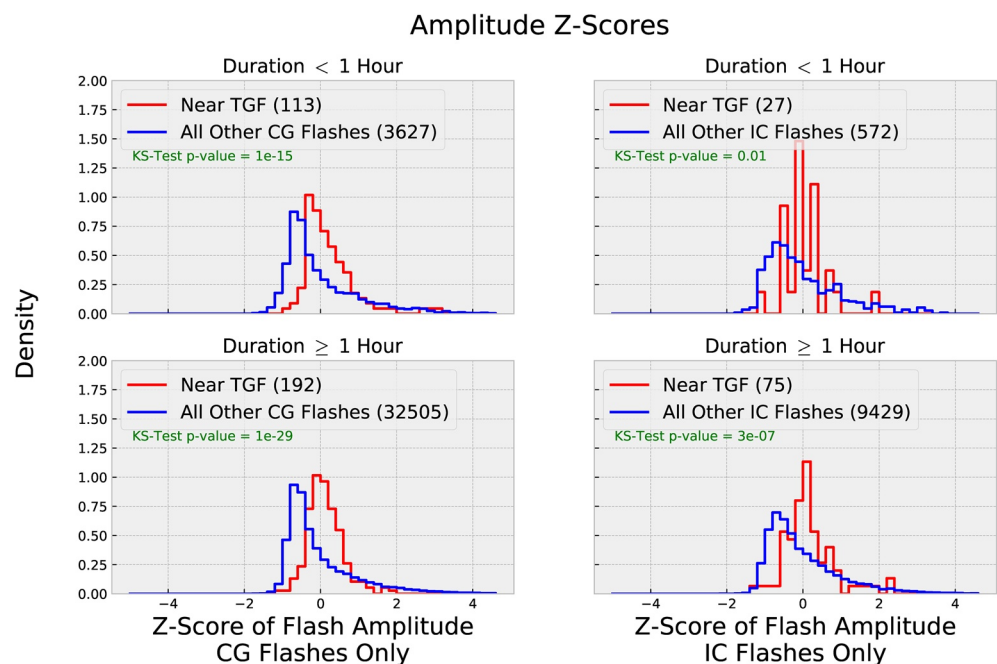 Amplitude Z-Scores
Duration < 1 Hour
2.00
1.75
1.50
1.25
1.00
0.75
0.50
0.25
0.00
Near TGF (113)
All Other CG Flashes (3627)
KS-Test p-value = 1e-15
Duration < 1 Hour
Near TGF (27)
All Other IC Flashes (572)
KS-Test p-value = 0.01
Density
Duration ≥ 1 Hour
2.00
1.75
1.50
1.25
1.00
0.75
0.50
0.25
0.00
Near TGF (192)
All Other CG Flashes (32505)
KS-Test p-value = 1e-29
−4 −2 0 2 4
Z-Score of Flash Amplitude
CG Flashes Only
Duration ≥ 1 Hour
Near TGF (75)
All Other IC Flashes (9429)
KS-Test p-value = 3e-07
−4 −2 0 2 4
Z-Score of Flash Amplitude
IC Flashes Only